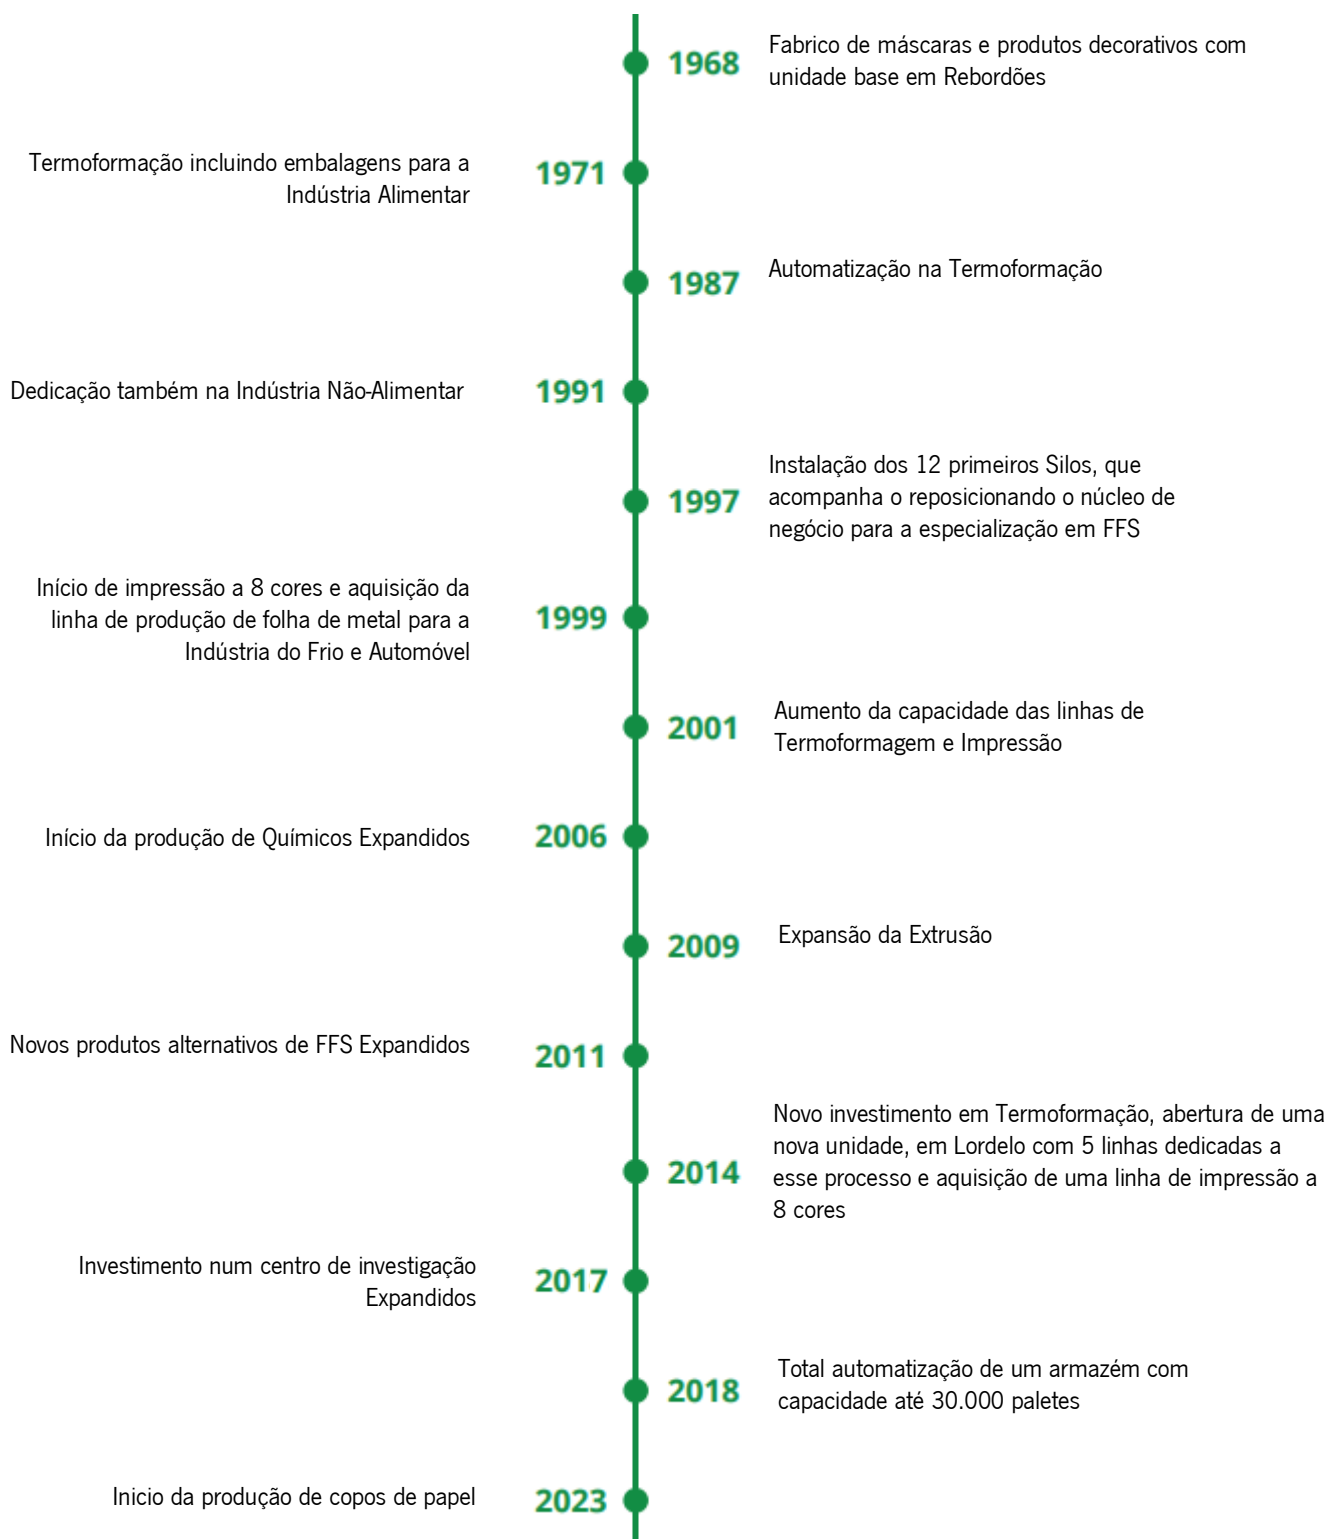 1968
Fabrico de máscaras e produtos decorativos com
unidade base em Rebordões
Termoformação incluindo embalagens para a
Indústria Alimentar
1971
1987
Automatização na Termoformação
Dedicação também na Indústria Não-Alimentar
1991
1997
Instalação dos 12 primeiros Silos, que
acompanha o reposicionando o núcleo de
negócio para a especialização em FFS
Início de impressão a 8 cores e aquisição da
linha de produção de folha de metal para a
Indústria do Frio e Automóvel
1999
2001
Aumento da capacidade das linhas de
Termoformagem e Impressão
Início da produção de Químicos Expandidos
2006
2009
Expansão da Extrusão
Novos produtos alternativos de FFS Expandidos
2011
2014
Novo investimento em Termoformação, abertura de uma
nova unidade, em Lordelo com 5 linhas dedicadas a
esse processo e aquisição de uma linha de impressão a
8 cores
Investimento num centro de investigação
Expandidos
2017
2018
Total automatização de um armazém com
capacidade até 30.000 paletes
Inicio da produção de copos de papel
2023